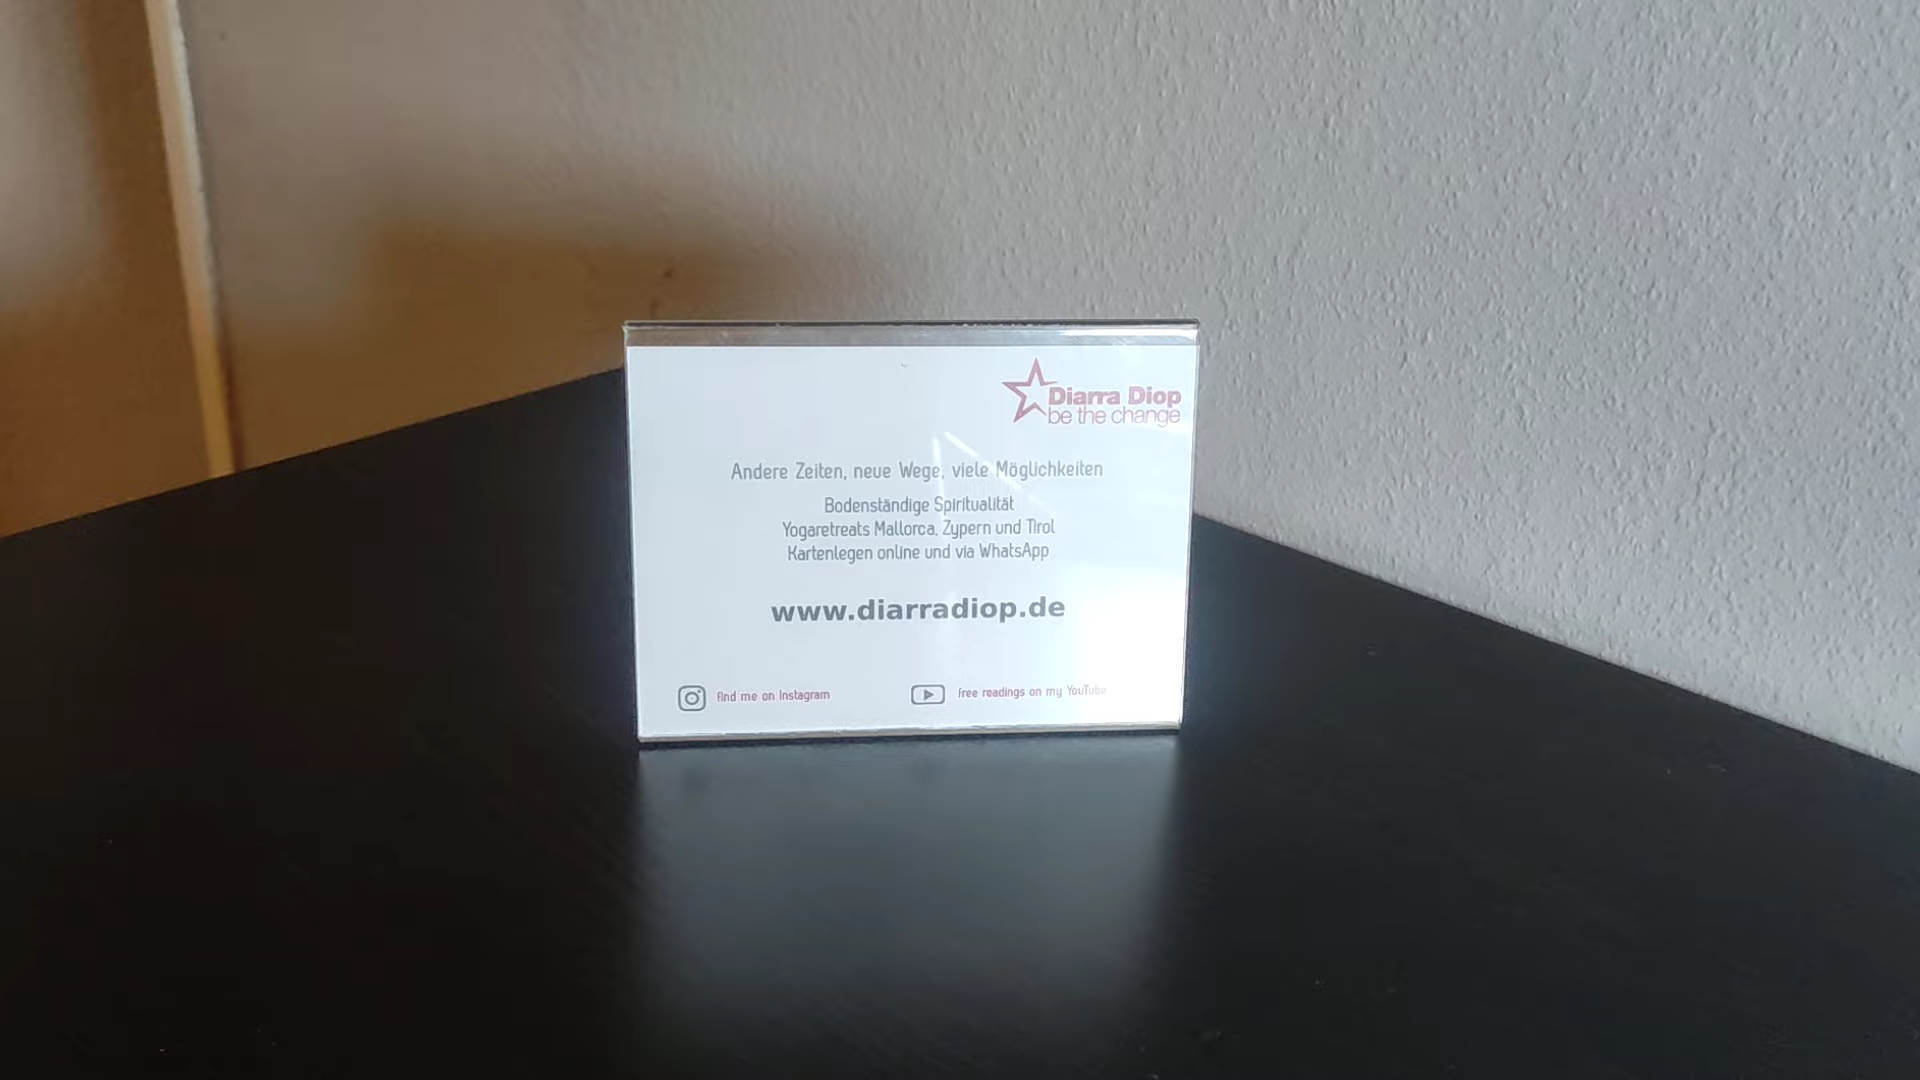 Diarra Diop
be the change
Andere Zeiten, neue Wege, viele Möglichkeiten
Bodenständige Spiritualität
Yogaretreats Mallorca, Zypern und Tirol
Kartenlegen online und via WhatsApp
www.diarradiop.de
find me on Instagram
free readings on my YouTube